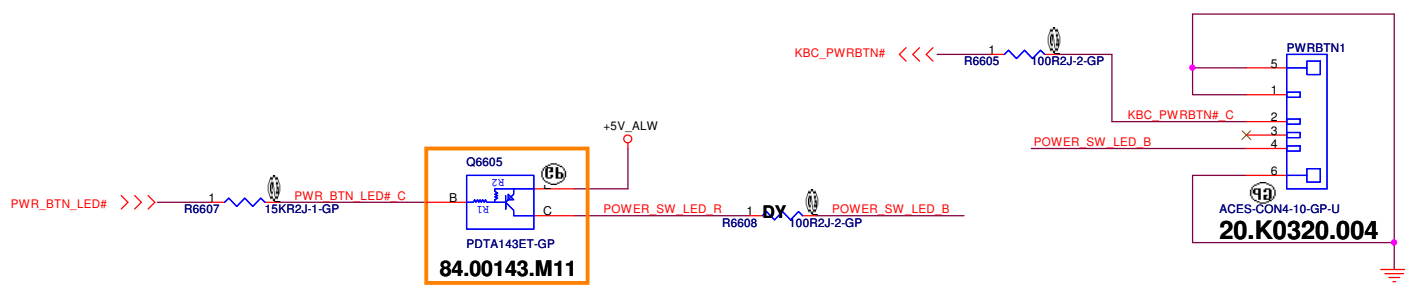 KBC_PWRBTN#
1
R6605
100R2J-2-GP
PWRBTN1
5
1
KBC_PWRBTN#_C
2
3
POWER_SW_LED_B
4
6
ACES-CON4-10-GP-U
20.K0320.004
+5V_ALW
Q6605
R2
R1
B
C
PDTA143ET-GP
84.00143.M11
PWR_BTN_LED#
1
R6607
15KR2J-1-GP
PWR_BTN_LED#_C
POWER_SW_LED_R
1
R6608
DY
100R2J-2-GP
POWER_SW_LED_B